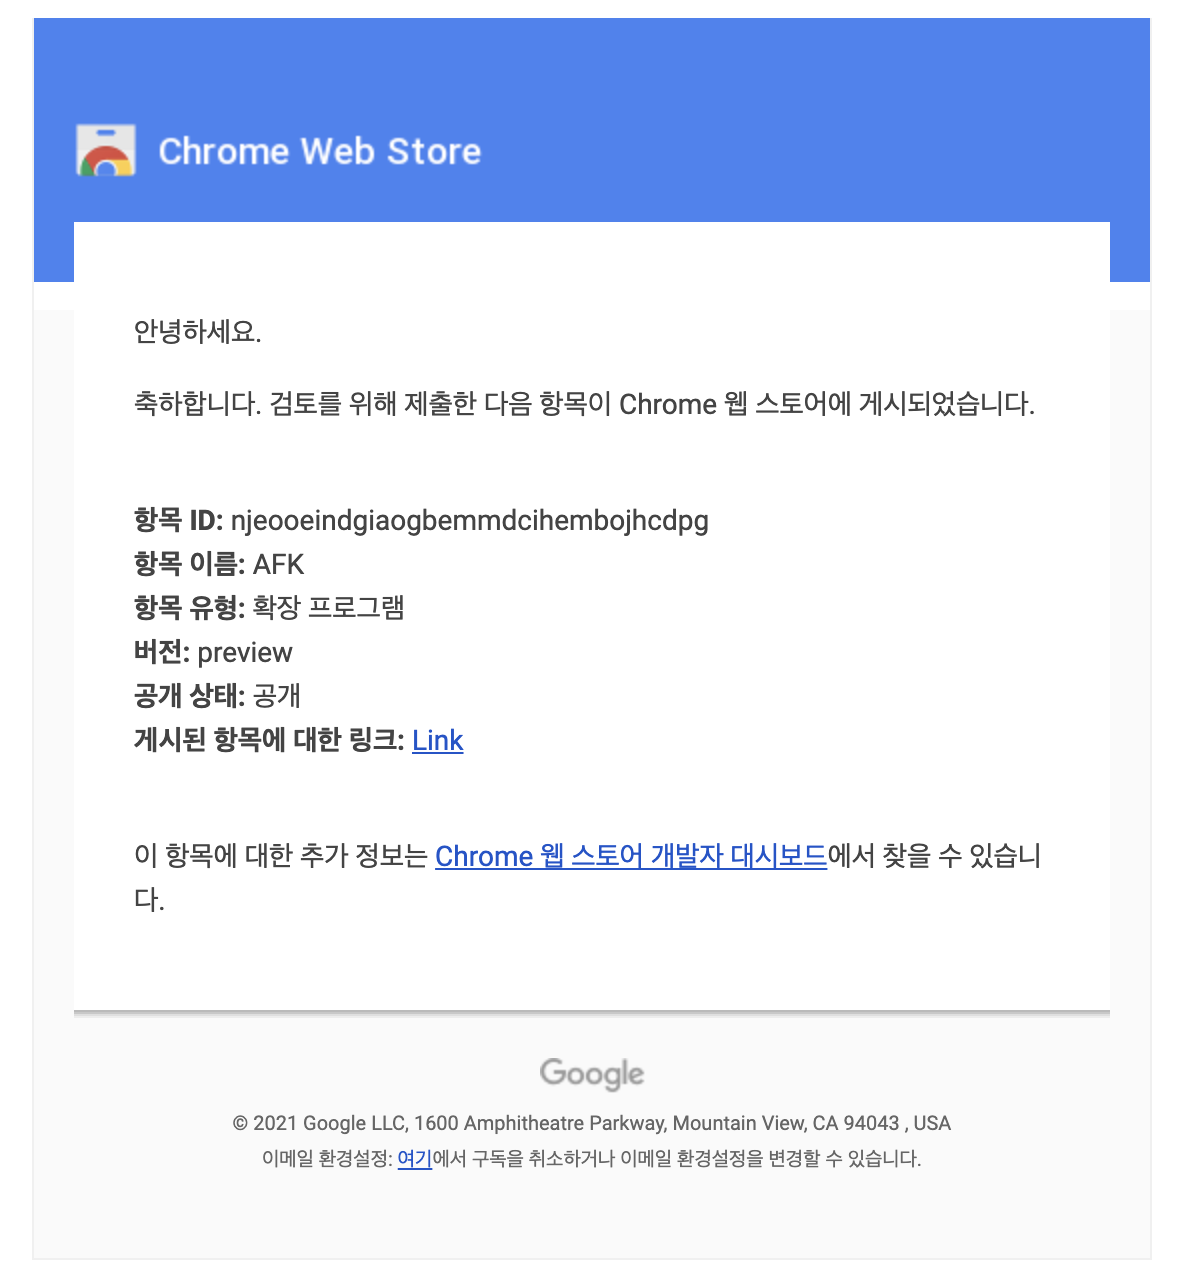 Chrome Web Store
안녕하세요.
축하합니다. 검토를 위해 제출한 다음 항목이 Chrome 웹 스토어에 게시되었습니다.
항목 ID: njeooeindgiaogbemmdcihembojhcdpg
항목 이름: AFK
항목 유형: 확장 프로그램
버전: preview
공개 상태: 공개
게시된 항목에 대한 링크: Link
이 항목에 대한 추가 정보는 Chrome 웹 스토어 개발자 대시보드에서 찾을 수 있습니
다.
Google
© 2021 Google LLC, 1600 Amphitheatre Parkway, Mountain View, CA 94043 , USA
이메일 환경설정: 여기에서 구독을 취소하거나 이메일 환경설정을 변경할 수 있습니다.